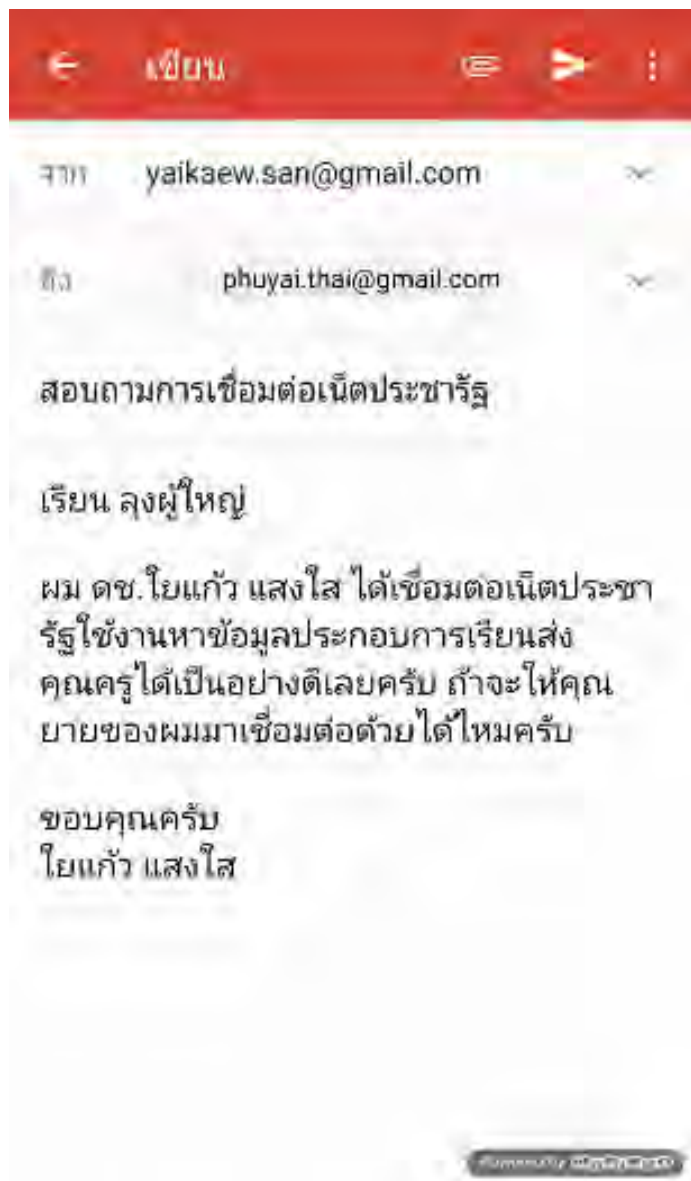 เขียน
จาก yaikaew.san@gmail.com
ถึง phuyai.thai@gmail.com
สอบถามการเชื่อมต่อเน็ตประชารัฐ
เรียน ลุงผู้ใหญ่
ผม ดช.ใยแก้ว แสงใส ได้เชื่อมต่อเน็ตประชา
รัฐใช้งานหาข้อมูลประกอบการเรียนส่ง
คุณครูได้เป็นอย่างดีเลยครับ ถ้าจะให้คุณ
ยายของผมมาเชื่อมต่อด้วยได้ไหมครับ
ขอบคุณครับ
ใยแก้ว แสงใส